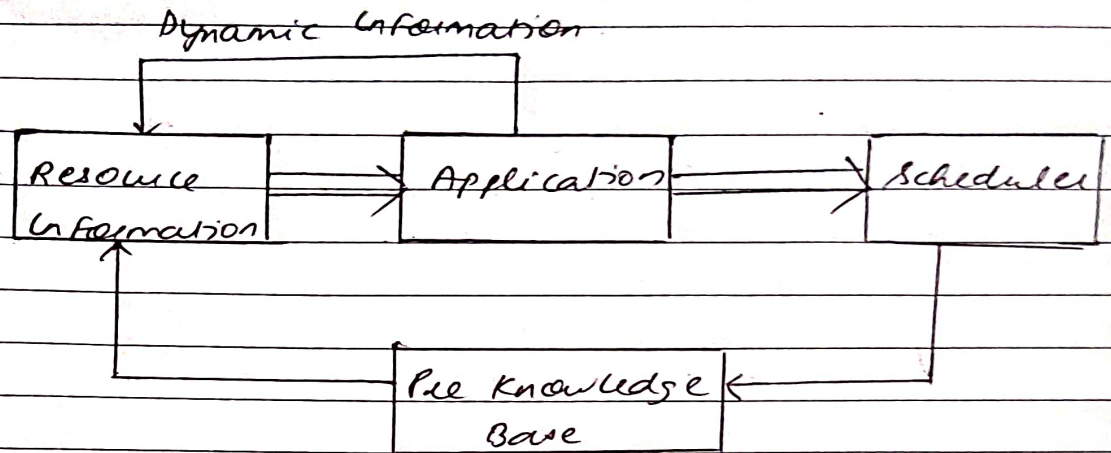 Dynamic Information
Resource
Information
Application
Scheduler
Pre Knowledge
Base